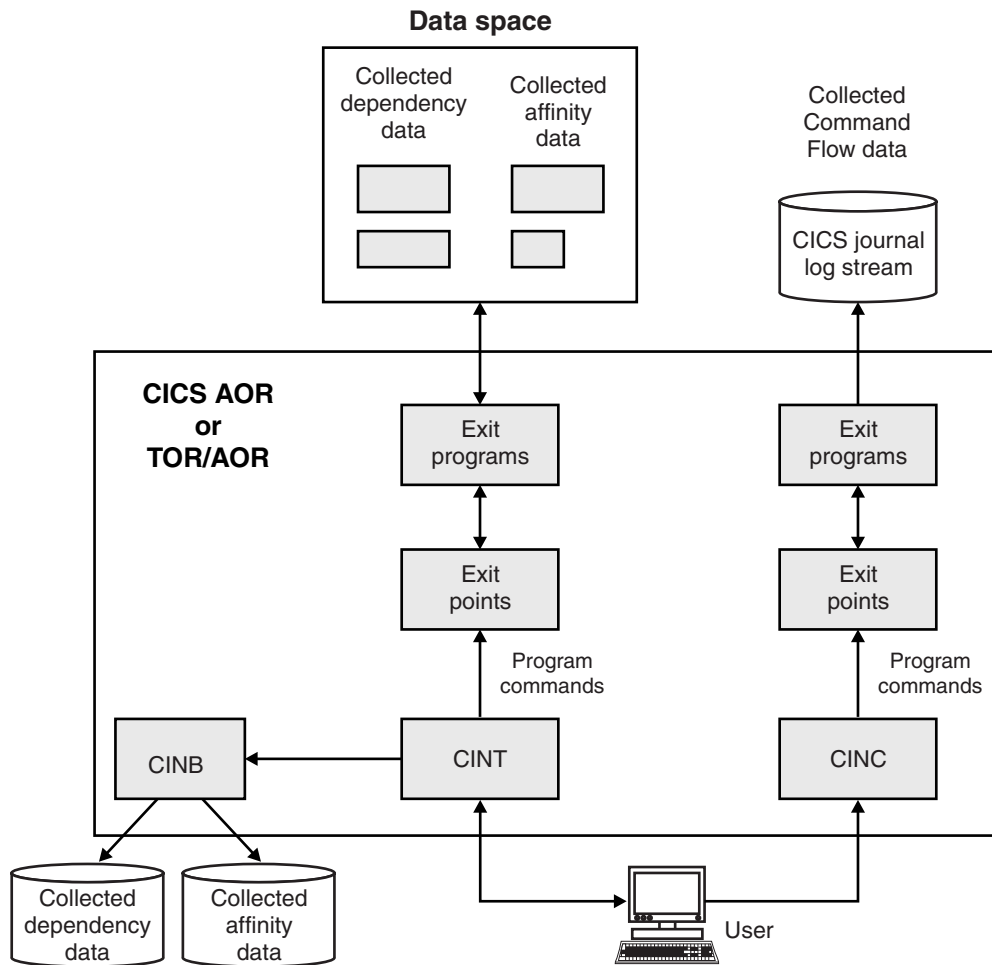 Data space
Collected
dependency
data
Collected
affinity
data
Collected
Command
Flow data
CICS journal
log stream
CICS AOR
or
TOR/AOR
Exit
programs
Exit
programs
Exit
points
Exit
points
Program
commands
Program
commands
CINB
CINT
CINC
Collected
dependency
data
Collected
affinity
data
User